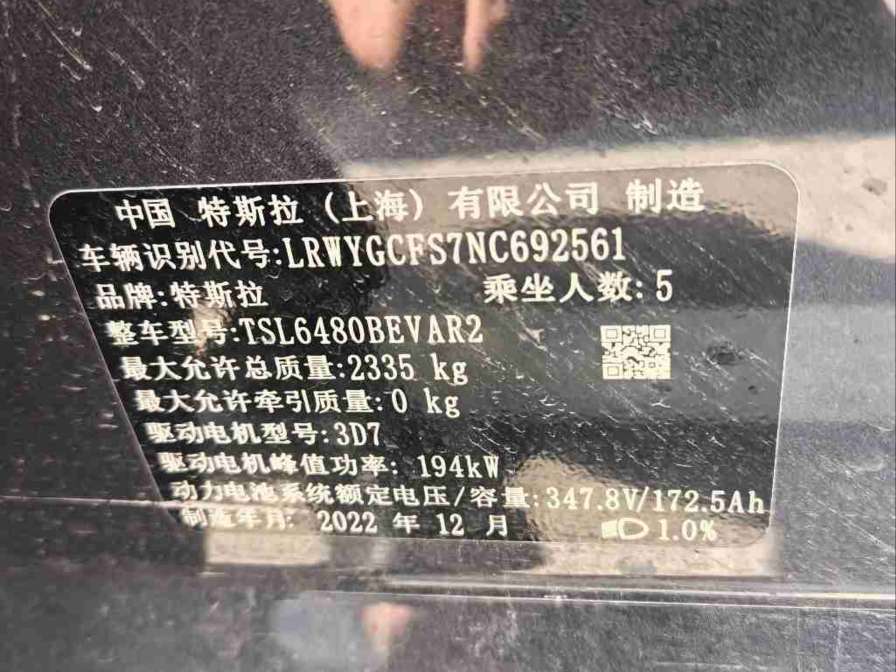 中国 特斯拉（上海）有限公司 制造
车辆识别代号:LRWYGCFS7NC692561
品牌:特斯拉 乘坐人数:5
整车型号:TSL6480BEVAR2
最大允许总质量:2335 kg
最大允许牵引质量:0 kg
驱动电机型号:3D7
驱动电机峰值功率: 194kW
动力电池系统额定电压/容量:347.8V/172.5Ah
制造年月: 2022 年 12 月 1.0%